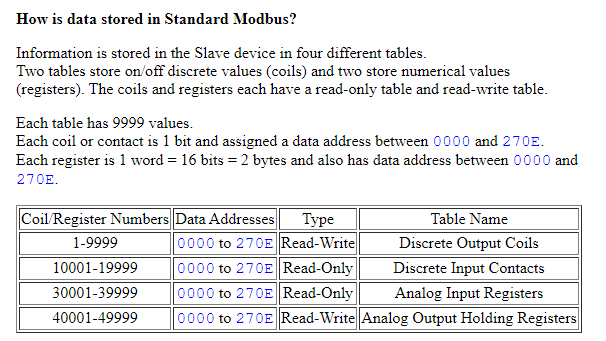 How is data stored in Standard Modbus?
Information is stored in the Slave device in four different tables.
Two tables store on/off discrete values (coils) and two store numerical values
(registers). The coils and registers each have a read-only table and read-write table.
Each table has 9999 values.
Each coil or contact is 1 bit and assigned a data address between 0000 and 270E.
Each register is 1 word = 16 bits = 2 bytes and also has data address between 0000 and
270E.
Coil/Register Numbers Data Addresses Type Table Name
1-9999 0000 to 270E Read-Write Discrete Output Coils
10001-19999 0000 to 270E Read-Only Discrete Input Contacts
30001-39999 0000 to 270E Read-Only Analog Input Registers
40001-49999 0000 to 270E Read-Write Analog Output Holding Registers